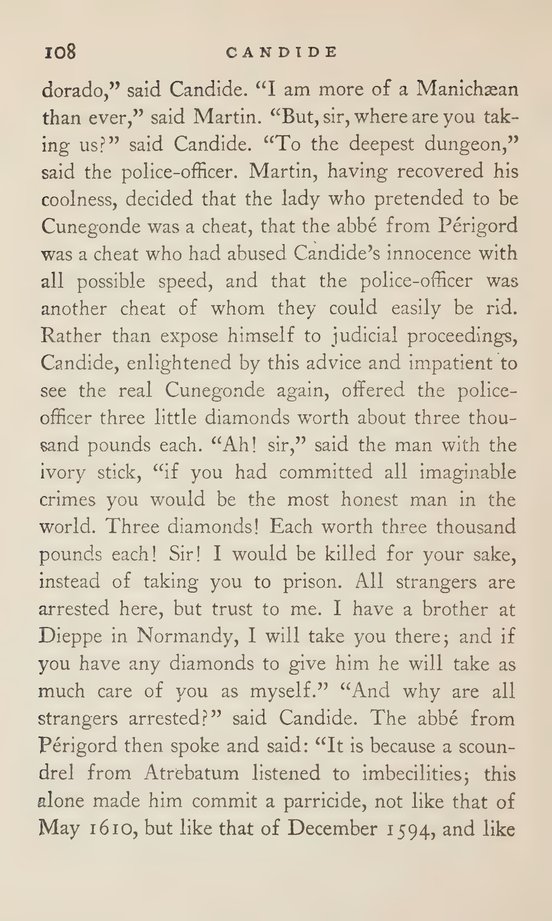 108 CANDIDE
dorado,” said Candide. “I am more of a Manichæan
than ever,” said Martin. “But, sir, where are you tak-
ing us?” said Candide. “To the deepest dungeon,”
said the police-officer. Martin, having recovered his
coolness, decided that the lady who pretended to be
Cunegonde was a cheat, that the abbé from Périgord
was a cheat who had abused Candide’s innocence with
all possible speed, and that the police-officer was
another cheat of whom they could easily be rid.
Rather than expose himself to judicial proceedings,
Candide, enlightened by this advice and impatient to
see the real Cunegonde again, offered the police-
officer three little diamonds worth about three thou-
sand pounds each. “Ah! sir,” said the man with the
ivory stick, “if you had committed all imaginable
crimes you would be the most honest man in the
world. Three diamonds! Each worth three thousand
pounds each! Sir! I would be killed for your sake,
instead of taking you to prison. All strangers are
arrested here, but trust to me. I have a brother at
Dieppe in Normandy, I will take you there; and if
you have any diamonds to give him he will take as
much care of you as myself.” “And why are all
strangers arrested?” said Candide. The abbé from
Périgord then spoke and said: “It is because a scoun-
drel from Atrebatum listened to imbecilities; this
alone made him commit a parricide, not like that of
May 1610, but like that of December 1594, and like